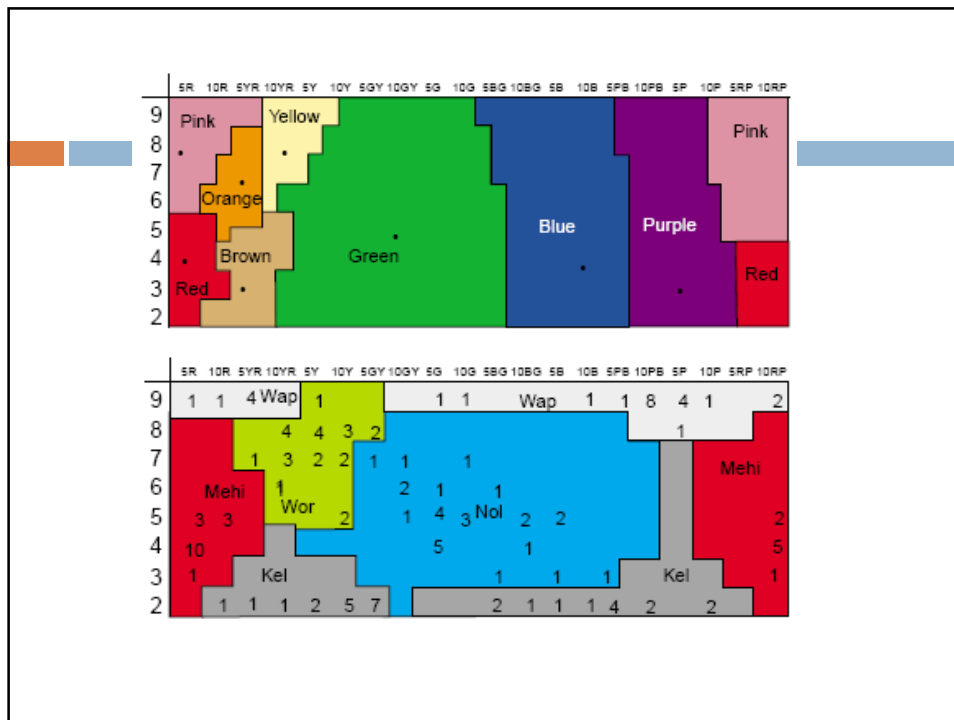 5R 10R 5YR 10YR 5Y 10Y 5GY 10GY 5G 10G 5BG 10BG 5B 10B 5PB 10PB 5P 10P 5RP 10RP
9 Pink Yellow
8 Pink
7
6 Orange
5 Blue Purple
4 Brown Green Red
3 Red
2
5R 10R 5YR 10YR 5Y 10Y 5GY 10GY 5G 10G 5BG 10BG 5B 10B 5PB 10PB 5P 10P 5RP 10RP
9 1 1 4 Wap 1 1 1 Wap 1 1 8 4 1 2
8 4 4 3 2 1
7 1 3 2 2 1 1 1 Mehi
6 Mehi 1 Wor 2 1 1
5 3 3 2 1 4 3 Nol 2 2 2
4 10 5 1 5
3 1 Kel 1 1 1 Kel 1
2 1 1 1 2 5 7 2 1 1 1 4 2 2